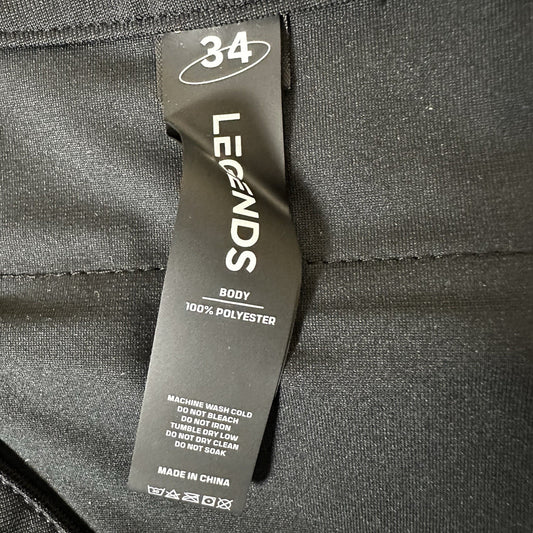 34
LEGENDS
BODY
100% POLYESTER
MACHINE WASH COLD
DO NOT BLEACH
DO NOT IRON
TUMBLE DRY LOW
DO NOT DRY CLEAN
DO NOT SOAK
MADE IN CHINA